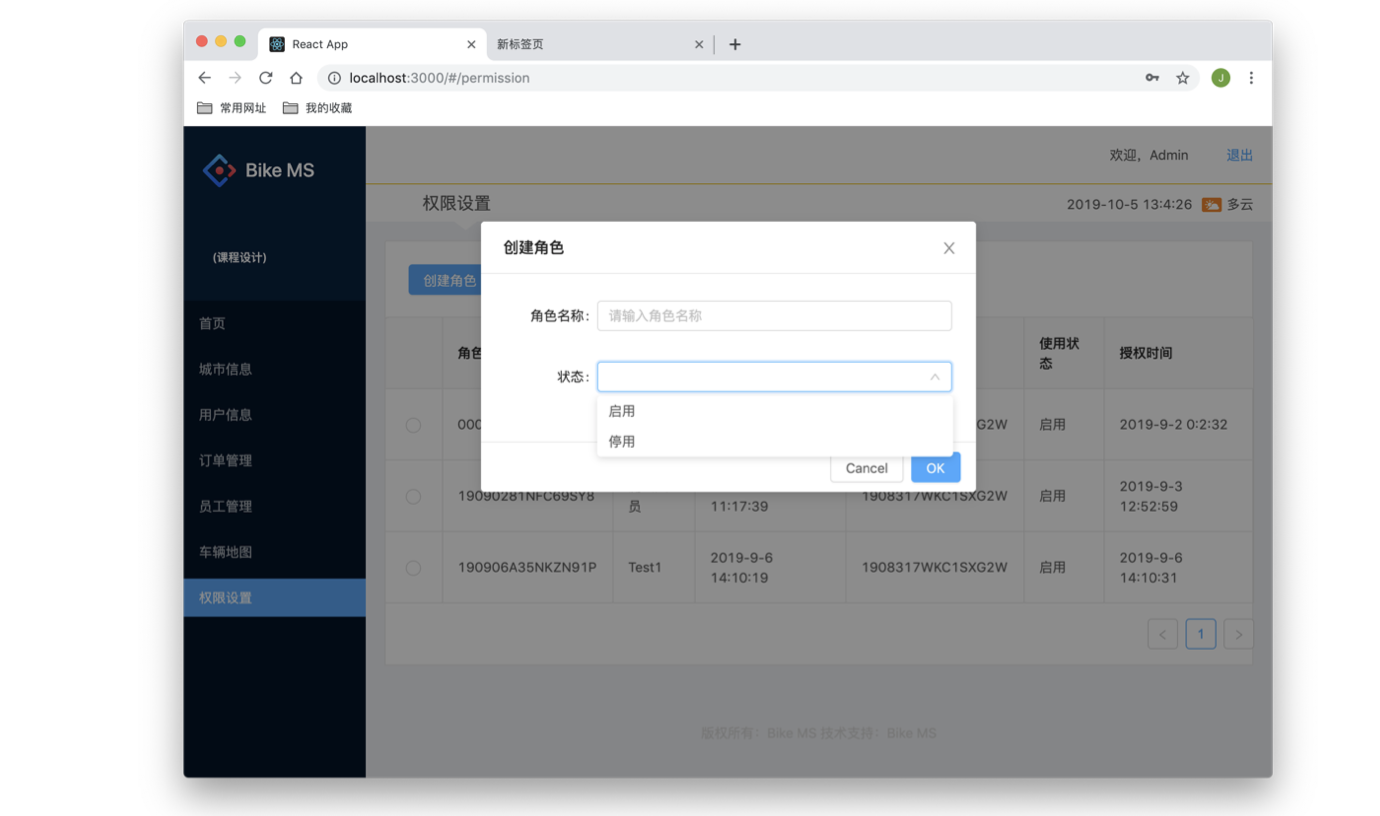 React App
新标签页
localhost:3000/#/permission
J
常用网址
我的收藏
Bike MS
(课程设计)
首页
城市信息
用户信息
订单管理
员工管理
车辆地图
权限设置
欢迎，Admin
退出
权限设置
2019-10-5 13:4:26
多云
创建角色
角色
使用状
态
授权时间
000
G2W
启用
2019-9-2 0:2:32
19090281NFC69SY8
员
11:17:39
1908317WKC1SXG2W
启用
2019-9-3
12:52:59
190906A35NKZN91P
Test1
2019-9-6
14:10:19
1908317WKC1SXG2W
启用
2019-9-6
14:10:31
1
创建角色
角色名称:
请输入角色名称
状态:
启用
停用
Cancel
OK
版权所有：Bike MS 技术支持：Bike MS